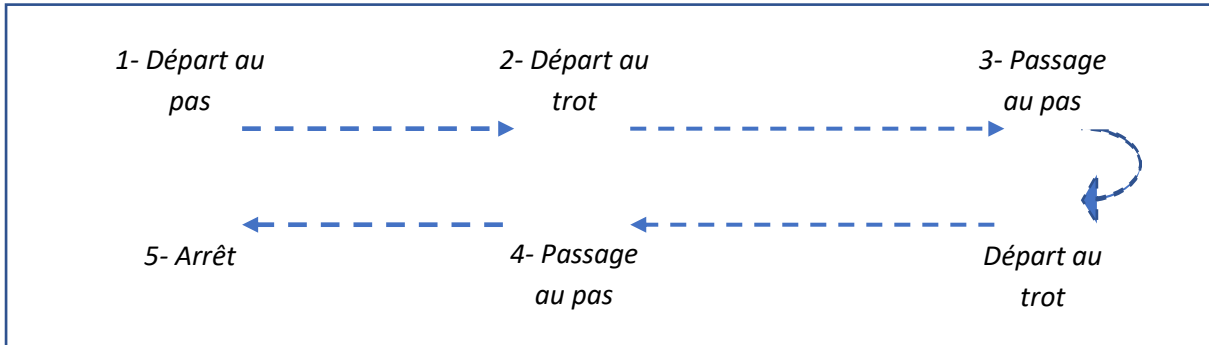 1- Départ au
pas
2- Départ au
trot
3- Passage
au pas
5- Arrêt
4- Passage
au pas
Départ au
trot